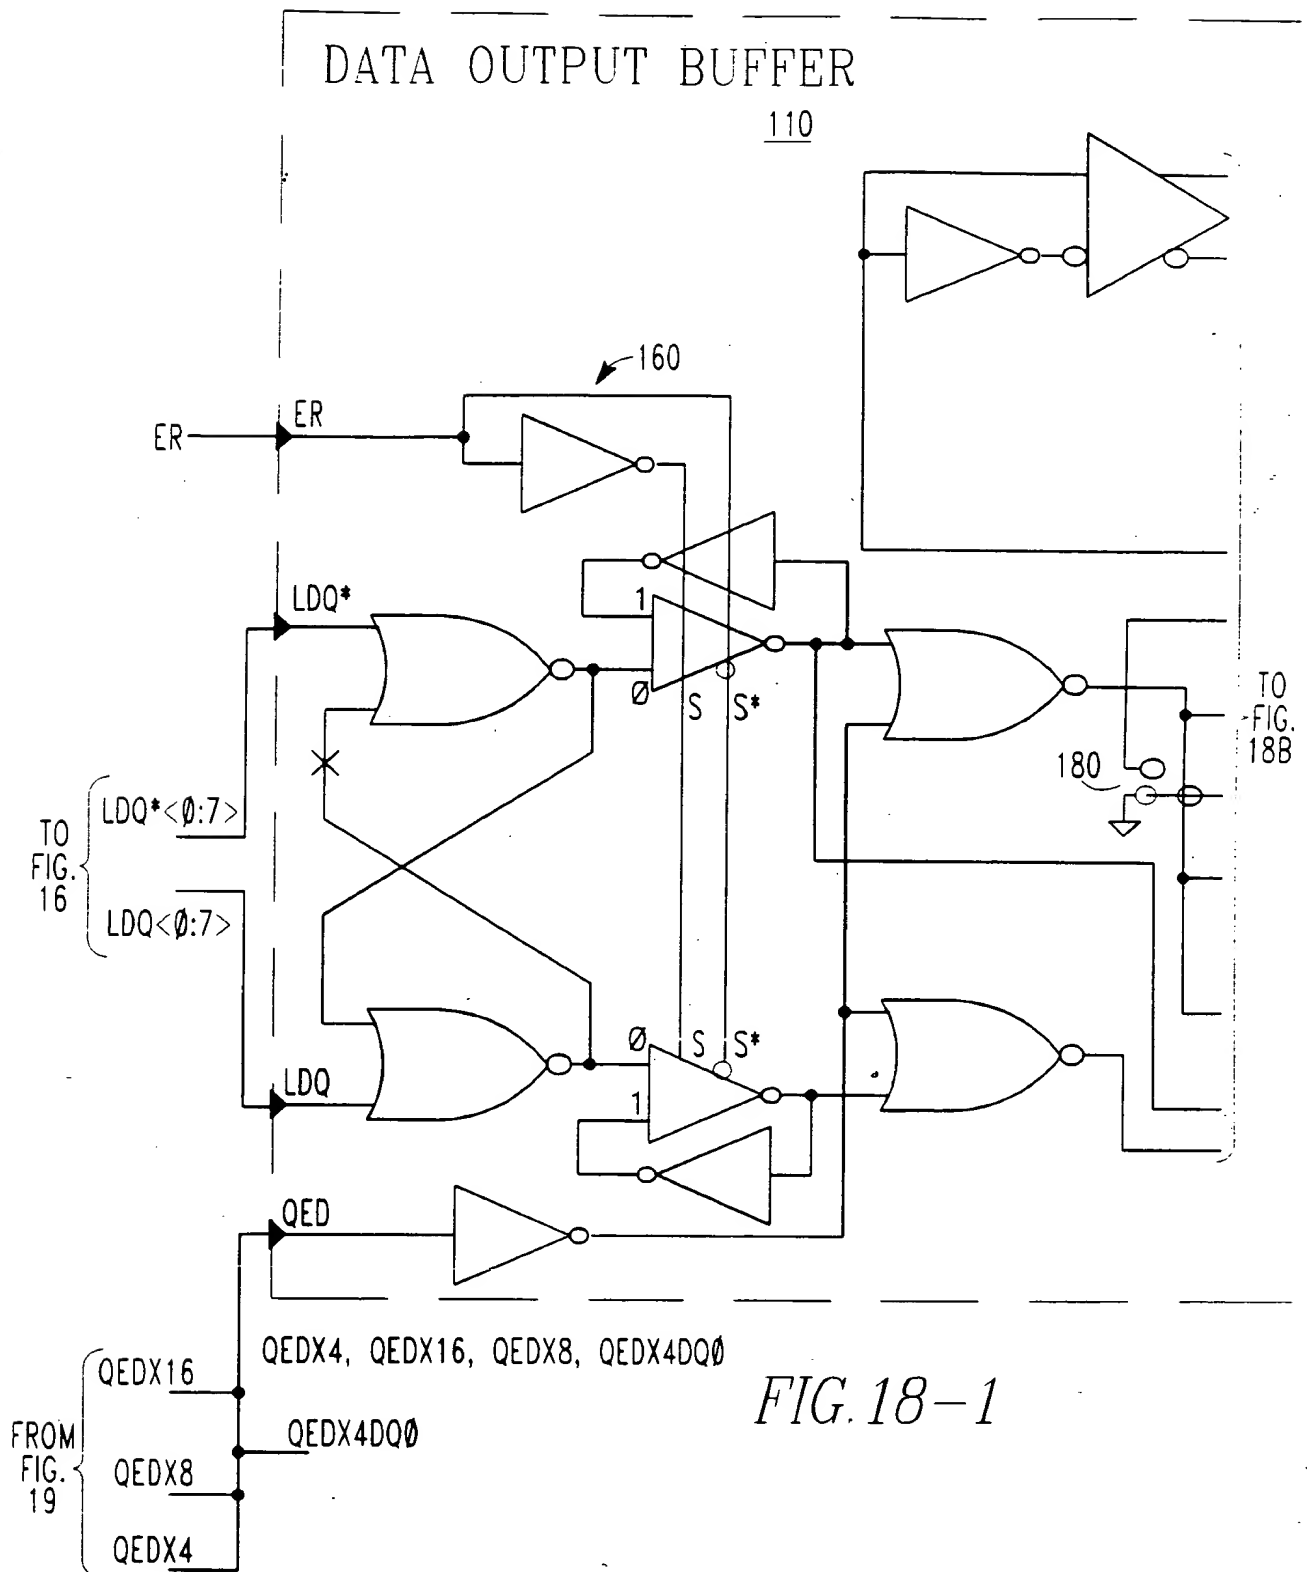 DATA OUTPUT BUFFER
110
160
ER
ER
LDQ*
1
Ø
S
S*
TO
FIG.
18B
180
LDQ*<Ø:7>
TO
FIG.
16
LDQ<Ø:7>
Ø
S
S*
LDQ
1
QED
QEDX4, QEDX16, QEDX8, QEDX4DQØ
QEDX16
FIG. 18-1
QEDX4DQØ
FROM
FIG.
19
QEDX8
QEDX4